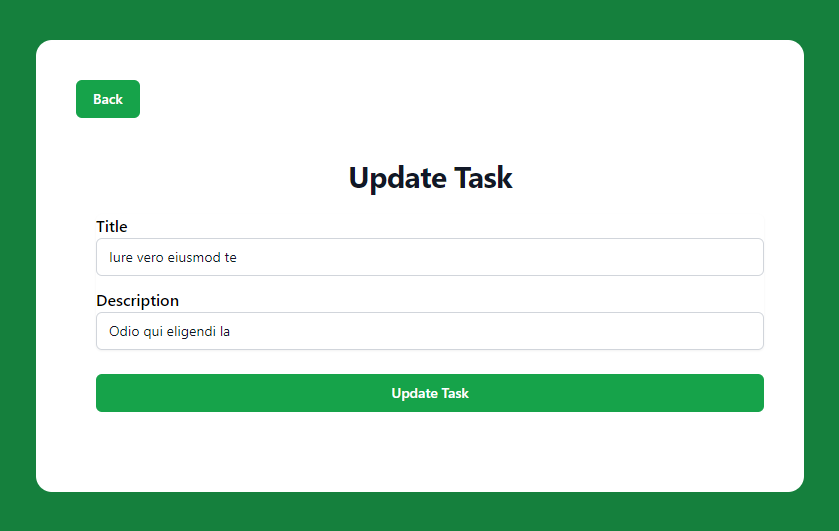 Back
Update Task
Title
Iure vero eiusmod te
Description
Odio qui eligendi la
Update Task